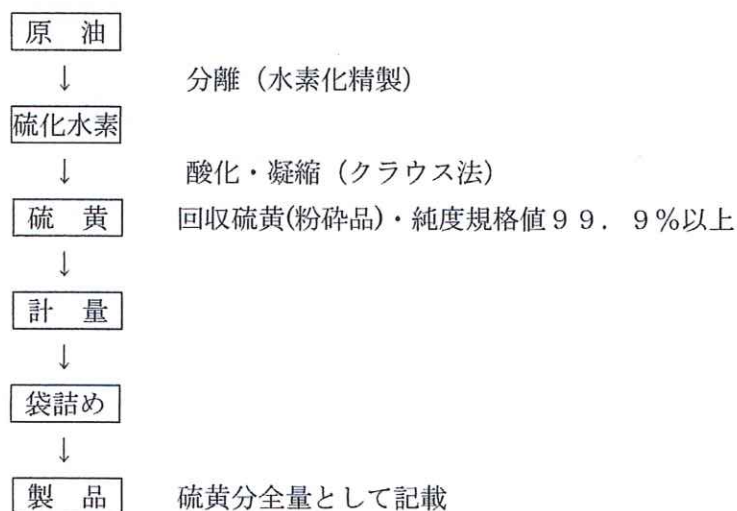 原　油
↓　分離（水素化精製）
硫化水素
↓　酸化・凝縮（クラウス法）
硫　黄　回収硫黄(粉砕品)・純度規格値９９．９％以上
↓
計　量
↓
袋詰め
↓
製　品　硫黄分全量として記載